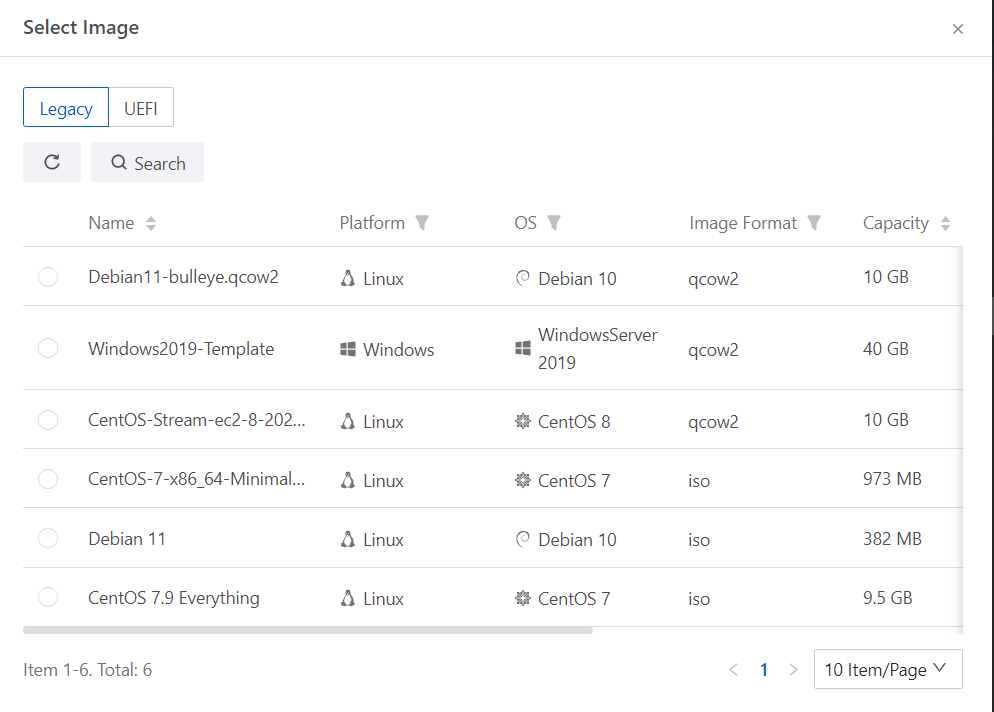 Select Image
Legacy UEFI
Search
Name Platform OS Image Format Capacity
Debian11-bulleye.qcow2 Linux Debian 10 qcow2 10 GB
Windows2019-Template Windows WindowsServer 2019 qcow2 40 GB
CentOS-Stream-ec2-8-202... Linux CentOS 8 qcow2 10 GB
CentOS-7-x86_64-Minimal... Linux CentOS 7 iso 973 MB
Debian 11 Linux Debian 10 iso 382 MB
CentOS 7.9 Everything Linux CentOS 7 iso 9.5 GB
Item 1-6. Total: 6 < 1 > 10 Item/Page